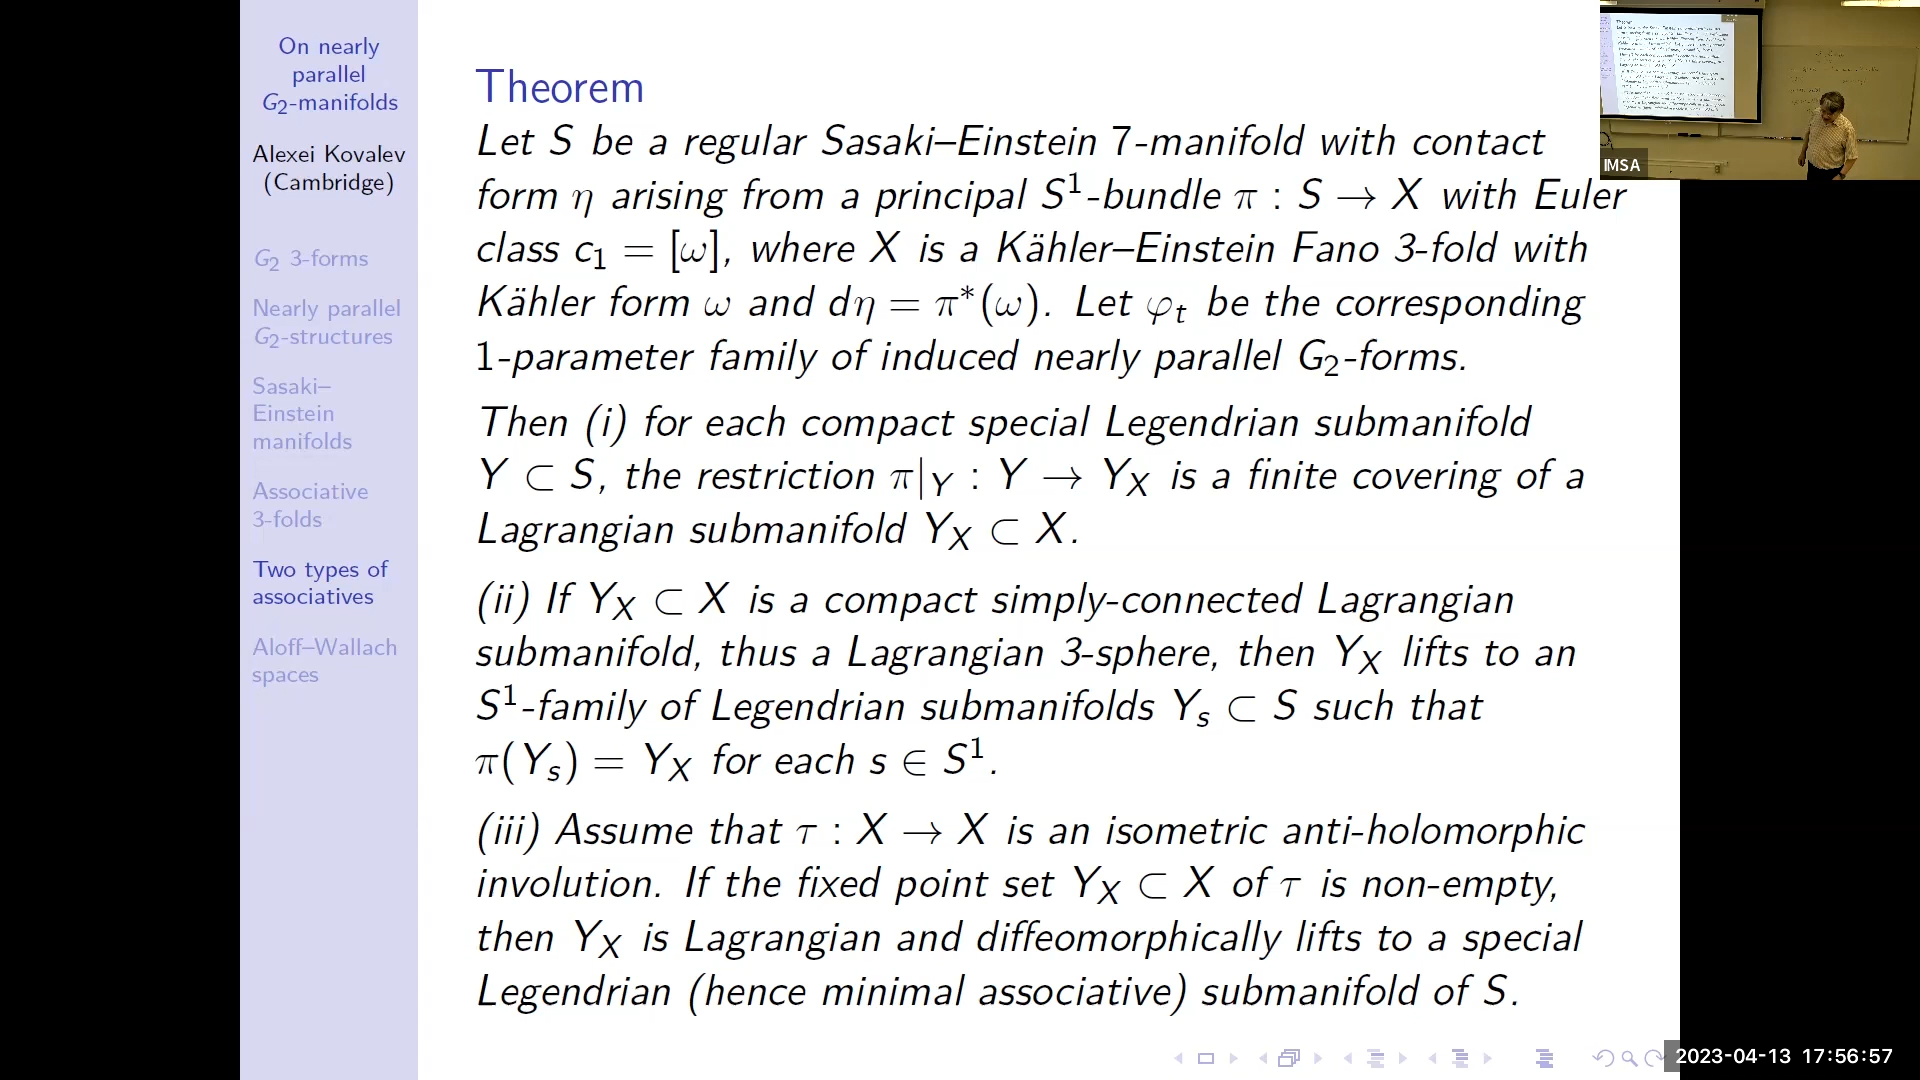 On nearly
parallel
G₂-manifolds
Alexei Kovalev
(Cambridge)
G₂ 3-forms
Nearly parallel
G₂-structures
Sasaki–
Einstein
manifolds
Associative
3-folds
Two types of
associatives
Aloff–Wallach
spaces
Theorem
Let S be a regular Sasaki–Einstein 7-manifold with contact
form η arising from a principal S¹-bundle π : S → X with Euler
class c₁ = [ω], where X is a Kähler–Einstein Fano 3-fold with
Kähler form ω and dη = π*(ω). Let φₜ be the corresponding
1-parameter family of induced nearly parallel G₂-forms.
Then (i) for each compact special Legendrian submanifold
Y ⊂ S, the restriction π|_Y : Y → Y_X is a finite covering of a
Lagrangian submanifold Y_X ⊂ X.
(ii) If Y_X ⊂ X is a compact simply-connected Lagrangian
submanifold, thus a Lagrangian 3-sphere, then Y_X lifts to an
S¹-family of Legendrian submanifolds Y_s ⊂ S such that
π(Y_s) = Y_X for each s ∈ S¹.
(iii) Assume that τ : X → X is an isometric anti-holomorphic
involution. If the fixed point set Y_X ⊂ X of τ is non-empty,
then Y_X is Lagrangian and diffeomorphically lifts to a special
Legendrian (hence minimal associative) submanifold of S.
IMSA
2023-04-13 17:56:57